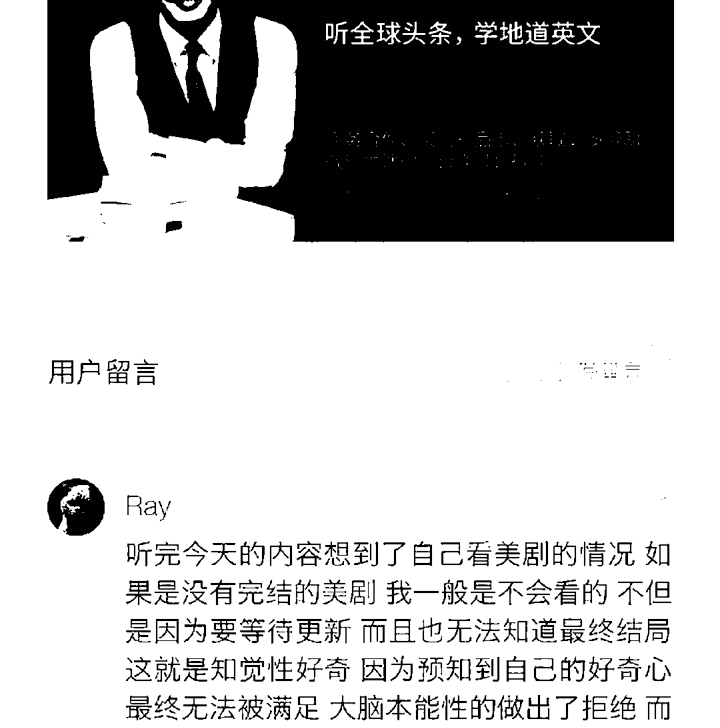 听全球头条，学地道英文
用户留言
Ray
听完今天的内容想到了自己看美剧的情况 如
果是没有完结的美剧 我一般是不会看的 不但
是因为要等待更新 而且也无法知道最终结局
这就是知觉性好奇 因为预知到自己的好奇心
最终无法被满足 大脑本能性的做出了拒绝 而